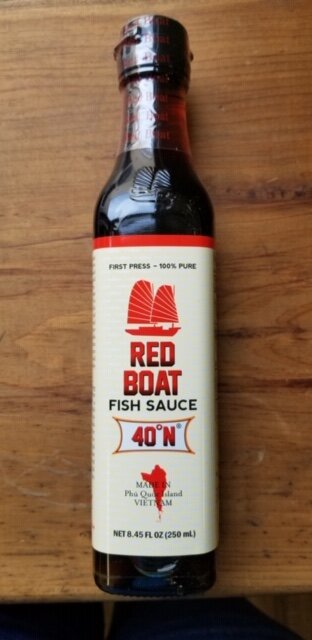 FIRST PRESS – 100% PURE
RED
BOAT
FISH SAUCE
40°N®
MADE IN
Phú Quốc Island
VIETNAM
NET 8.45 FL OZ (250 mL)